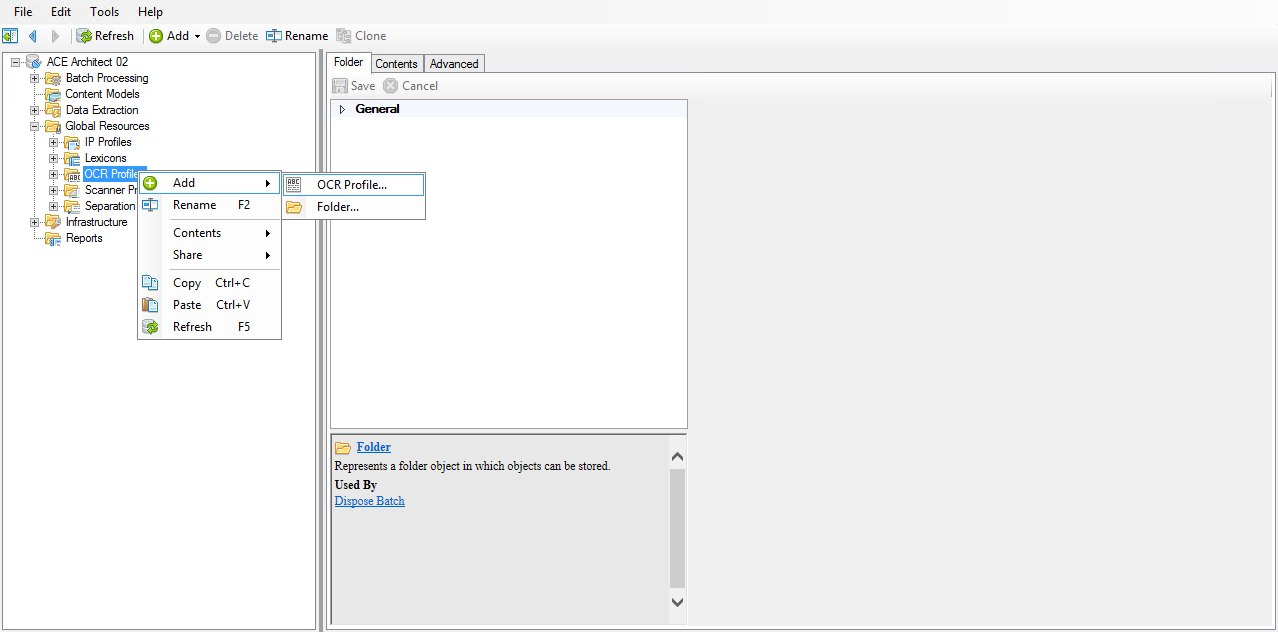 File Edit Tools Help
Refresh Add Delete Rename Clone
ACE Architect 02
Batch Processing
Content Models
Data Extraction
Global Resources
IP Profiles
Lexicons
OCR Profile
Scanner Pr
Separation
Infrastructure
Reports
Add
Rename F2
Contents
Share
Copy Ctrl+C
Paste Ctrl+V
Refresh F5
ABC OCR Profile...
Folder...
Folder Contents Advanced
Save Cancel
General
Folder
Represents a folder object in which objects can be stored.
Used By
Dispose Batch